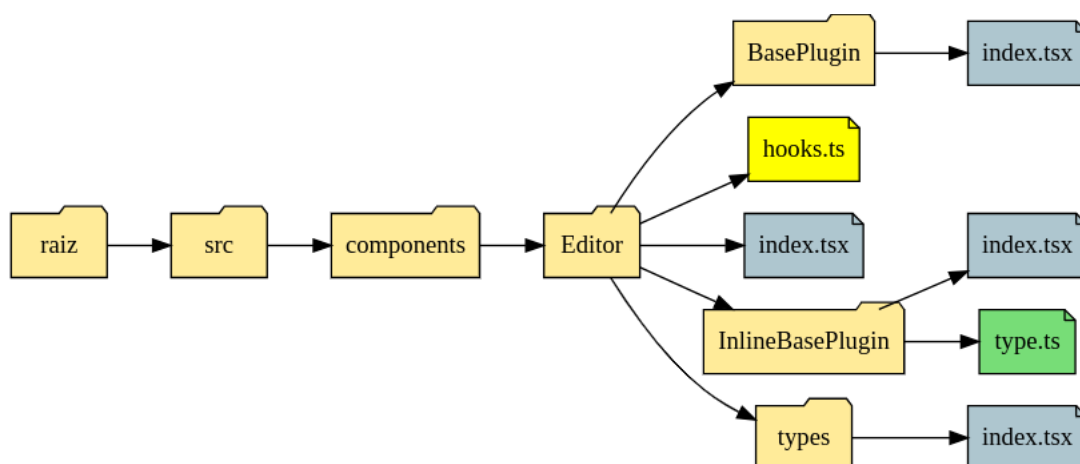 BasePlugin
index.tsx
hooks.ts
raiz
src
components
Editor
index.tsx
index.tsx
InlineBasePlugin
type.ts
types
index.tsx